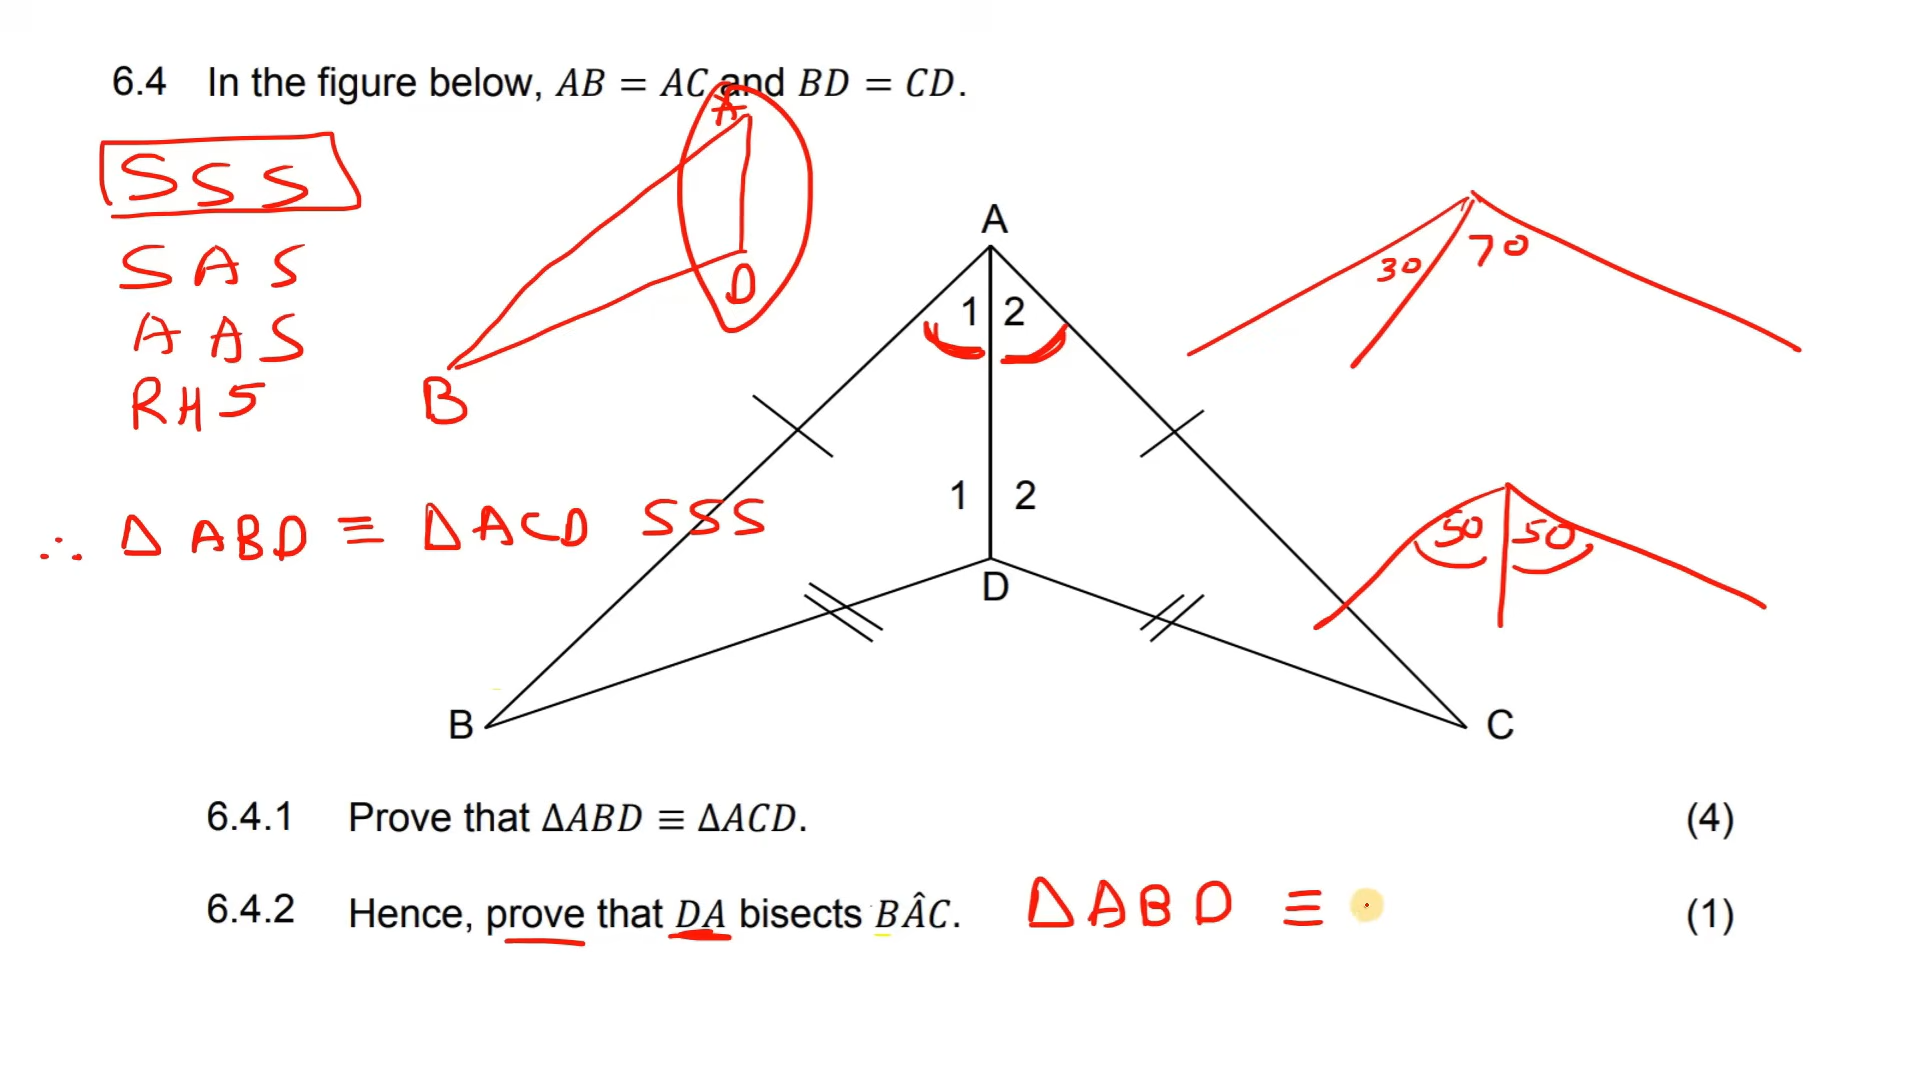 6.4 In the figure below, AB = AC and BD = CD.
SSS
SAS
AAS
RHS
A
D
B
∴ Δ ABD ≡ Δ ACD SSS
A
1 2
1 2
D
B
C
30 70
50 50
6.4.1 Prove that ΔABD ≡ ΔACD. (4)
6.4.2 Hence, prove that DA bisects BÂC. (1)
ΔABD ≡